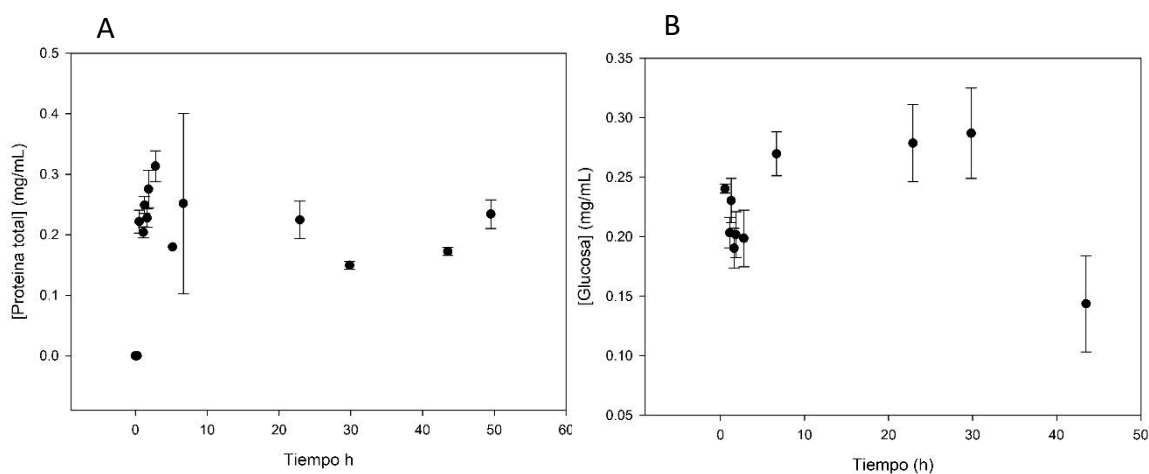 A
0.5
0.4
0.3
0.2
0.1
0.0
[Proteina total] (mg/mL)
0 10 20 30 40 50 60
Tiempo h
B
0.35
0.30
0.25
0.20
0.15
0.10
0.05
[Glucosa] (mg/mL)
0 10 20 30 40 50
Tiempo (h)